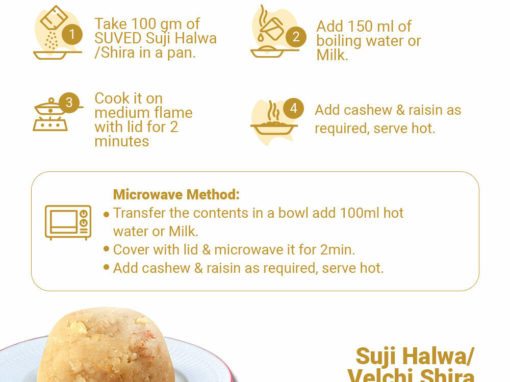 1
Take 100 gm of
SUVED Suji Halwa
/Shira in a pan.
2
Add 150 ml of
boiling water or
Milk.
3
Cook it on
medium flame
with lid for 2
minutes
4
Add cashew & raisin as
required, serve hot.
Microwave Method:
• Transfer the contents in a bowl add 100ml hot
water or Milk.
• Cover with lid & microwave it for 2min.
• Add cashew & raisin as required, serve hot.
Suji Halwa/
Velchi Shira